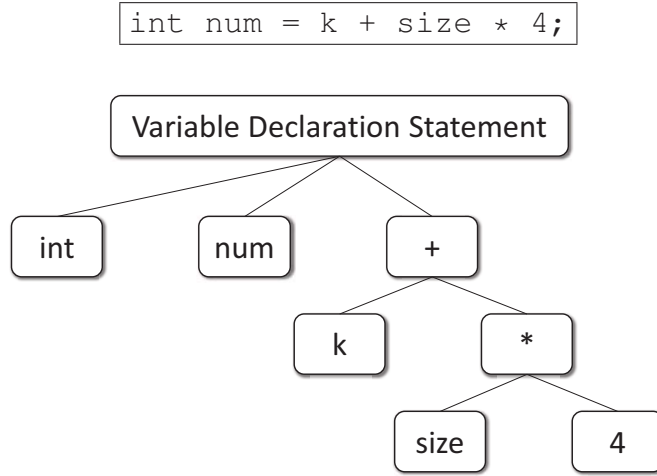 int num = k + size * 4;
Variable Declaration Statement
int num +
k *
size 4